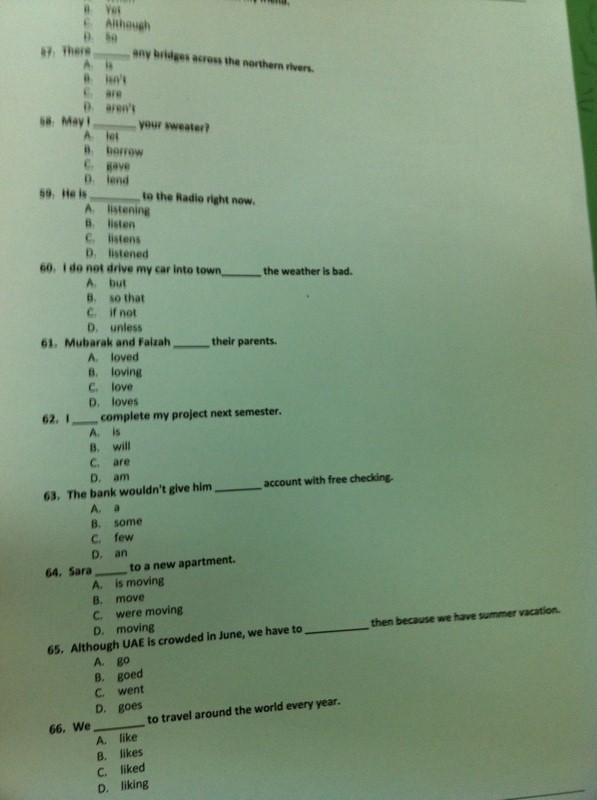 B. Yet
C. Although
D. So
57. There ______ any bridges across the northern rivers.
A. is
B. isn't
C. are
D. aren't
58. May I _______ your sweater?
A. let
B. borrow
C. gave
D. lend
59. He is ________ to the Radio right now.
A. listening
B. listen
C. listens
D. listened
60. I do not drive my car into town______ the weather is bad.
A. but
B. so that
C. if not
D. unless
61. Mubarak and Faizah ______ their parents.
A. loved
B. loving
C. love
D. loves
62. I ____ complete my project next semester.
A. is
B. will
C. are
D. am
63. The bank wouldn't give him _______ account with free checking.
A. a
B. some
C. few
D. an
64. Sara _____ to a new apartment.
A. is moving
B. move
C. were moving
D. moving
65. Although UAE is crowded in June, we have to __________ then because we have summer vacation.
A. go
B. goed
C. went
D. goes
66. We ________ to travel around the world every year.
A. like
B. likes
C. liked
D. liking